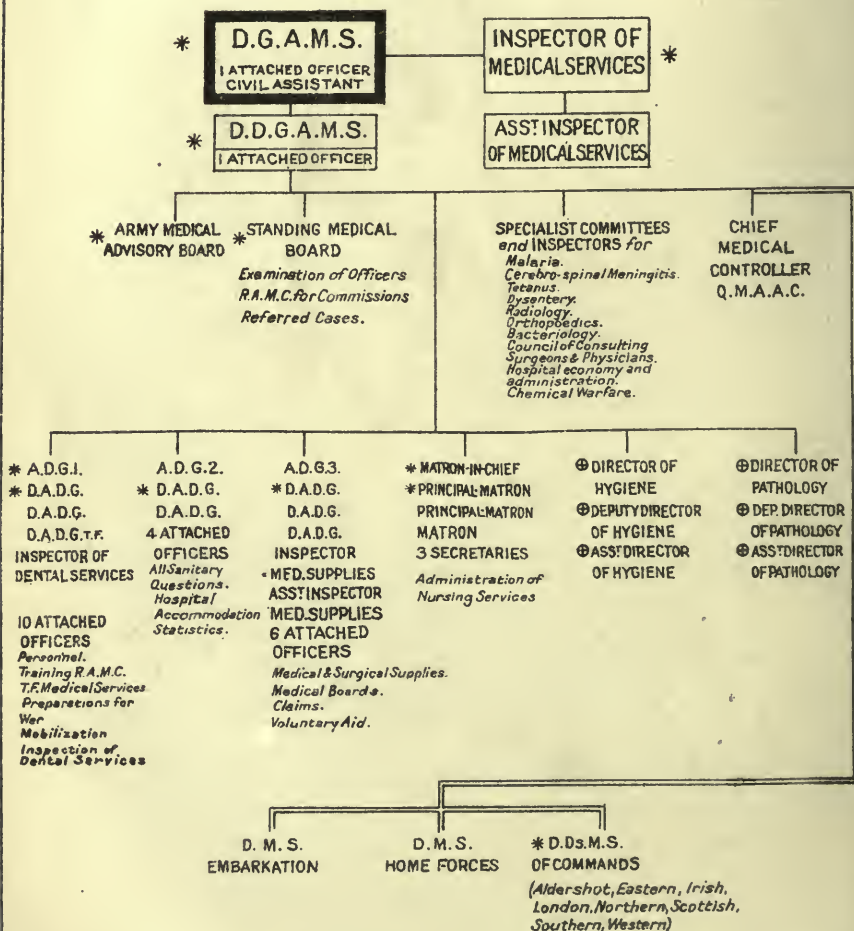 * D.G.A.M.S.
1 ATTACHED OFFICER
CIVIL ASSISTANT
INSPECTOR OF
MEDICAL SERVICES *
* D.D.G.A.M.S.
1 ATTACHED OFFICER
ASST INSPECTOR
OF MEDICAL SERVICES
* ARMY MEDICAL
ADVISORY BOARD
* STANDING MEDICAL
BOARD
Examination of Officers
R.A.M.C. for Commissions
Referred Cases.
SPECIALIST COMMITTEES
and INSPECTORS for
Malaria.
Cerebro-spinal Meningitis.
Tetanus.
Dysentery.
Radiology.
Orthopœdics.
Bacteriology.
Council of Consulting
Surgeons & Physicians.
Hospital economy and
administration.
Chemical Warfare.
CHIEF
MEDICAL
CONTROLLER
Q.M.A.A.C.
* A.D.G.1.
* D.A.D.G.
D.A.D.G.
D.A.D.G.T.F.
INSPECTOR OF
DENTAL SERVICES
10 ATTACHED
OFFICERS
Personnel.
Training R.A.M.C.
T.F. Medical Services
Preparations for
War
Mobilization
Inspection of
Dental Services
A.D.G.2.
* D.A.D.G.
D.A.D.G.
4 ATTACHED
OFFICERS
All Sanitary
Questions.
Hospital
Accommodation
Statistics.
A.D.G.3.
* D.A.D.G.
D.A.D.G.
D.A.D.G.
INSPECTOR
MED. SUPPLIES
ASST INSPECTOR
MED. SUPPLIES
6 ATTACHED
OFFICERS
Medical & Surgical Supplies.
Medical Boards.
Claims.
Voluntary Aid.
* MATRON-IN-CHIEF
* PRINCIPAL-MATRON
PRINCIPAL-MATRON
MATRON
3 SECRETARIES
Administration of
Nursing Services
⊕ DIRECTOR OF
HYGIENE
⊕ DEPUTY DIRECTOR
OF HYGIENE
⊕ ASST DIRECTOR
OF HYGIENE
⊕ DIRECTOR OF
PATHOLOGY
⊕ DEP. DIRECTOR
OF PATHOLOGY
⊕ ASST DIRECTOR
OF PATHOLOGY
D. M. S.
EMBARKATION
D.M.S.
HOME FORCES
* D.Ds.M.S.
OF COMMANDS
(Aldershot, Eastern, Irish,
London, Northern, Scottish,
Southern, Western)